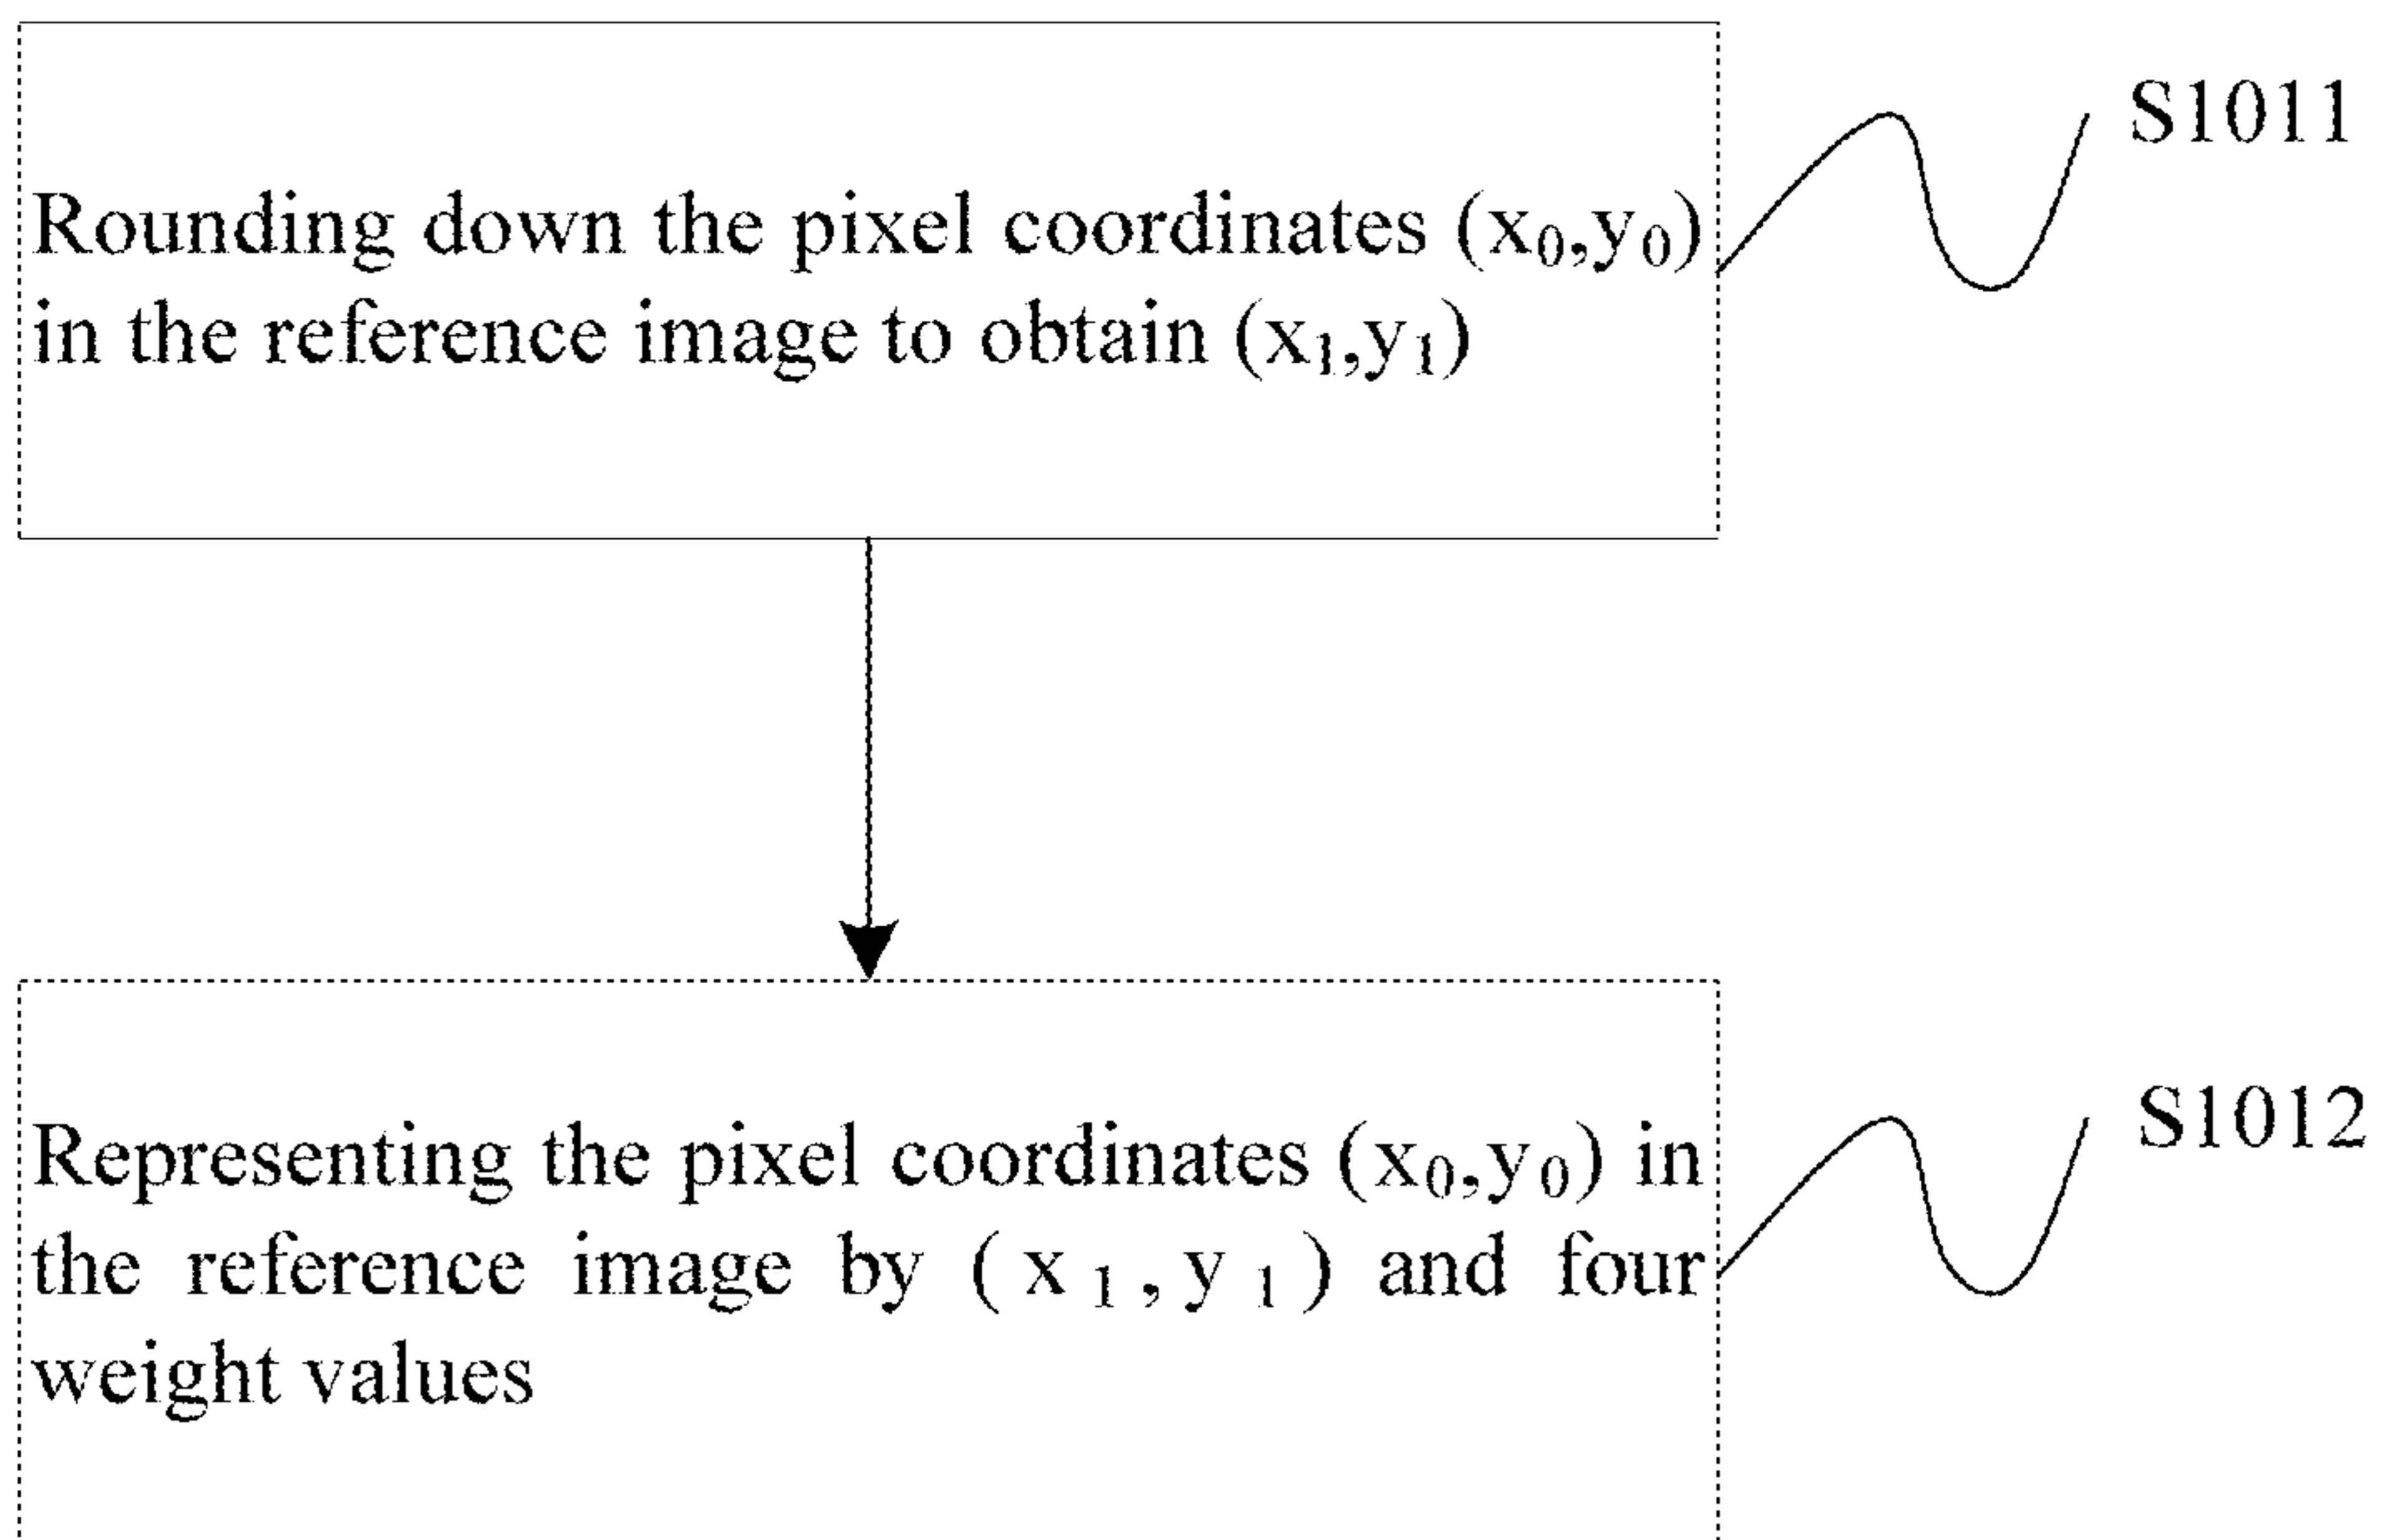 S1011
Rounding down the pixel coordinates (x₀,y₀)
in the reference image to obtain (x₁,y₁)
S1012
Representing the pixel coordinates (x₀,y₀) in
the reference image by (x₁,y₁) and four
weight values